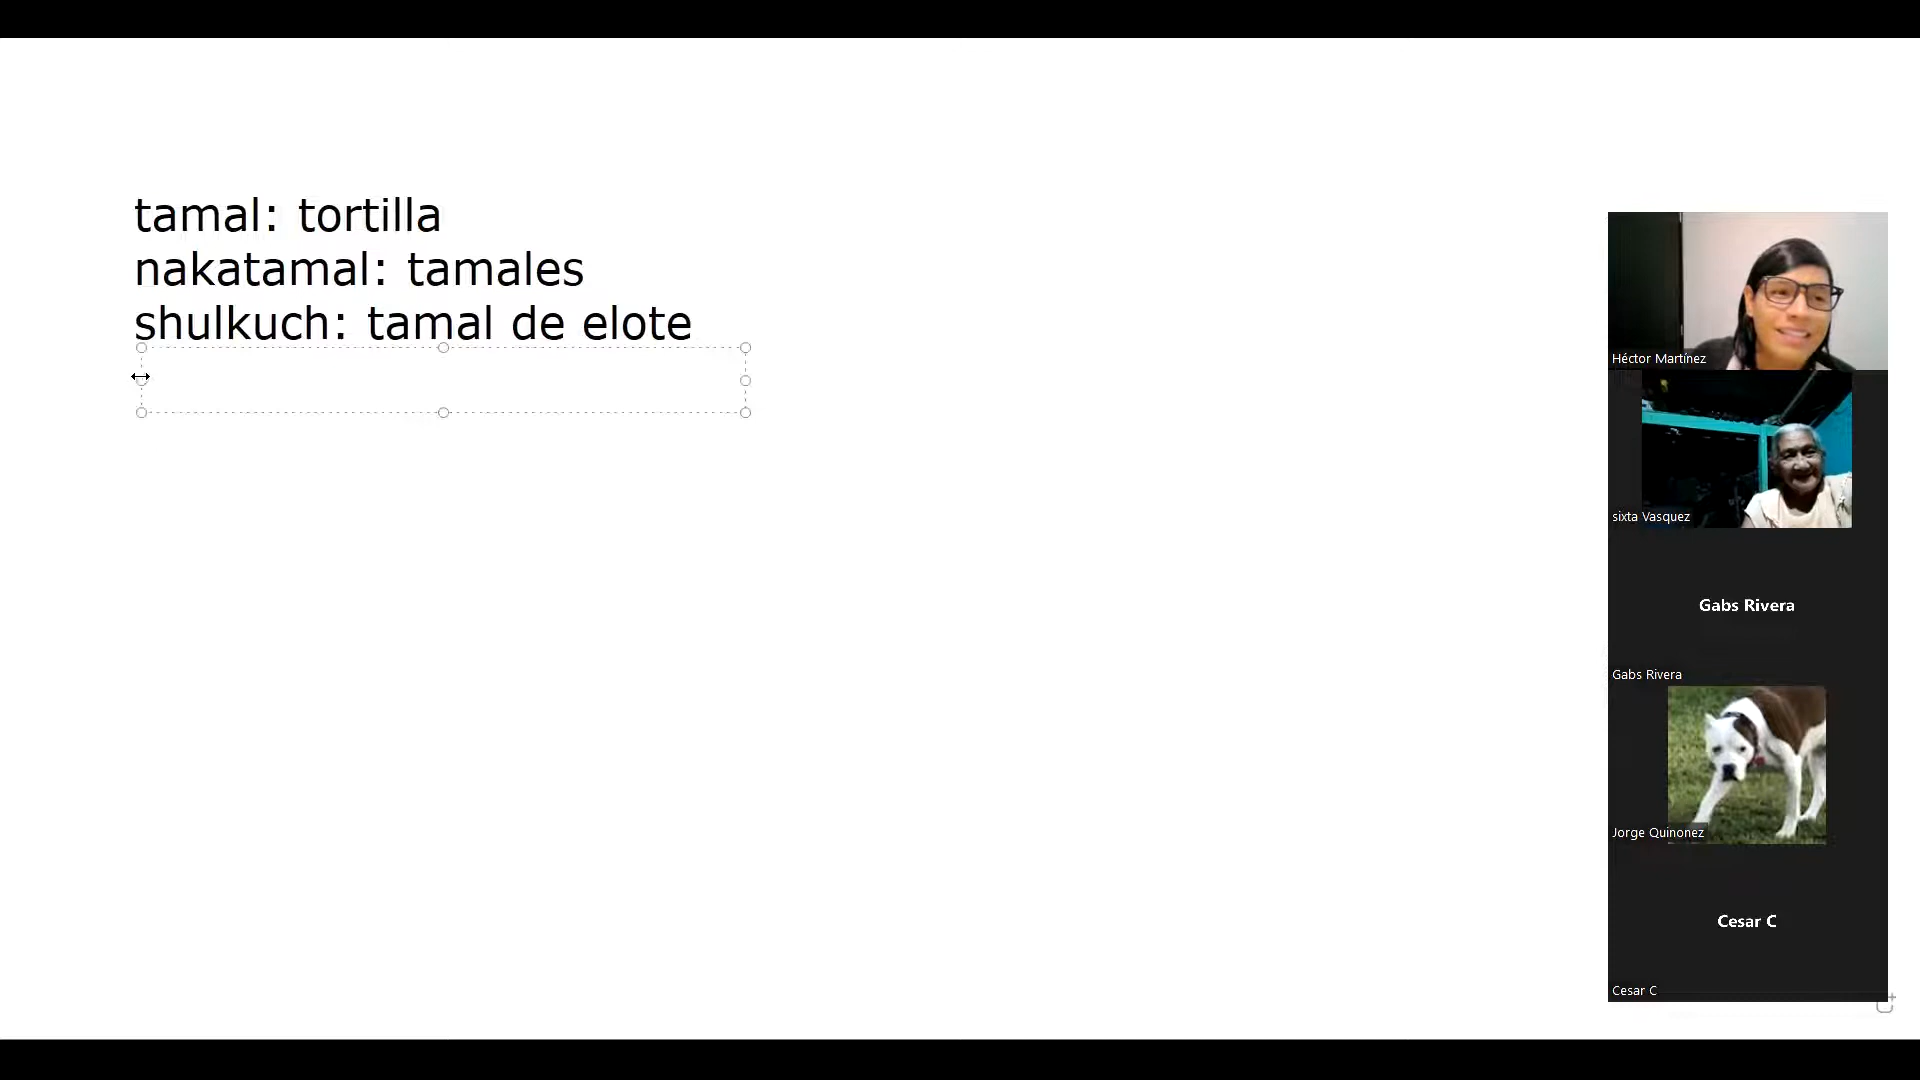 tamal: tortilla
nakatamal: tamales
shulkuch: tamal de elote
Héctor Martínez
sixta Vasquez
Gabs Rivera
Gabs Rivera
Jorge Quinonez
Cesar C
Cesar C